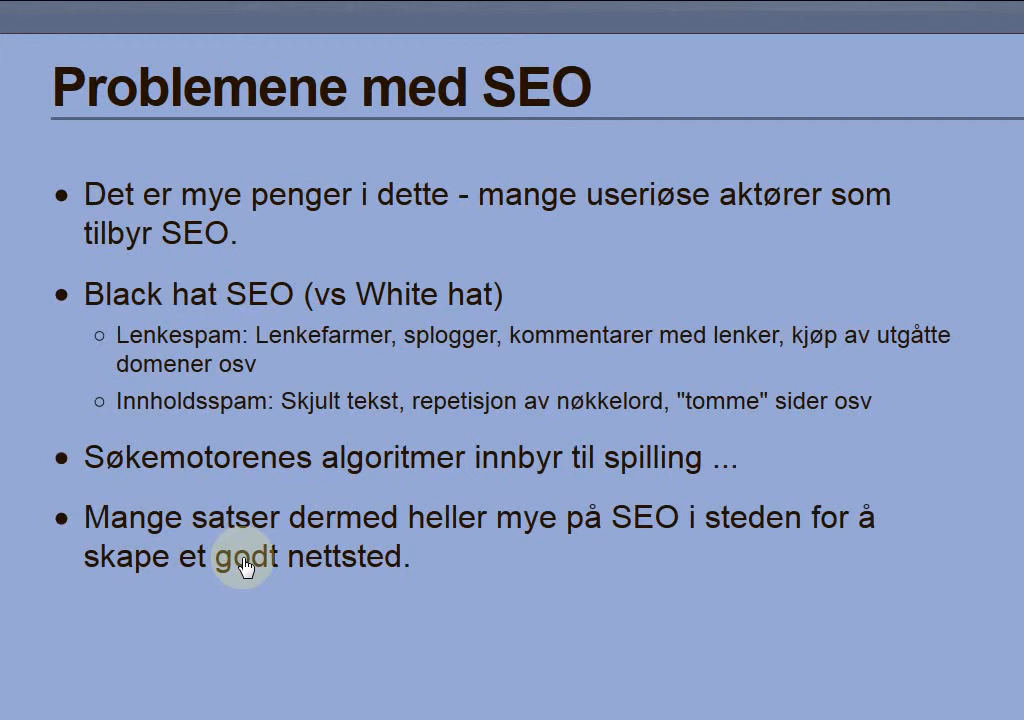 Problemene med SEO
Det er mye penger i dette - mange useriøse aktører som
tilbyr SEO.
Black hat SEO (vs White hat)
Lenkespam: Lenkefarmer, splogger, kommentarer med lenker, kjøp av utgåtte
domener osv
Innholdsspam: Skjult tekst, repetisjon av nøkkelord, "tomme" sider osv
Søkemotorenes algoritmer innbyr til spilling ...
Mange satser dermed heller mye på SEO i steden for å
skape et godt nettsted.